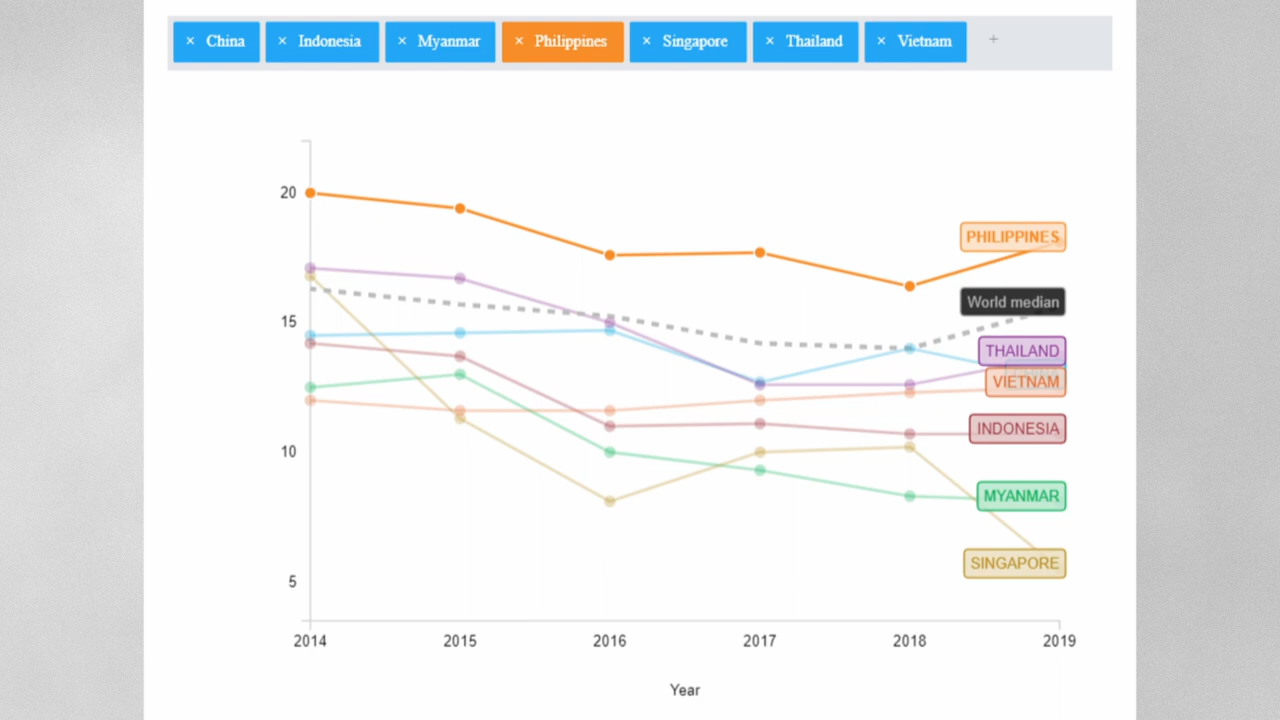 × China × Indonesia × Myanmar × Philippines × Singapore × Thailand × Vietnam +
20
15
10
5
PHILIPPINES
World median
THAILAND
VIETNAM
INDONESIA
MYANMAR
SINGAPORE
2014 2015 2016 2017 2018 2019
Year